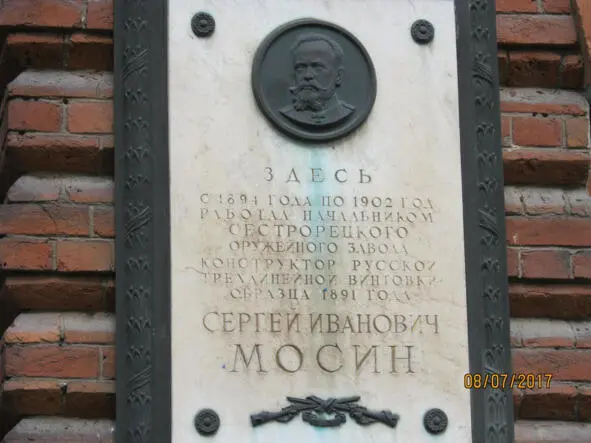 ЗДЕСЬ
С 1894 ГОДА ПО 1902 ГОД
РАБОТАЛ НАЧАЛЬНИКОМ
СЕСТРОРЕЦКОГО
ОРУЖЕЙНОГО ЗАВОДА
КОНСТРУКТОР РУССКОЙ
ТРЕХЛИНЕЙНОЙ ВИНТОВКИ
ОБРАЗЦА 1891 ГОДА
СЕРГЕЙ ИВАНОВИЧ
МОСИН
08/07/2017